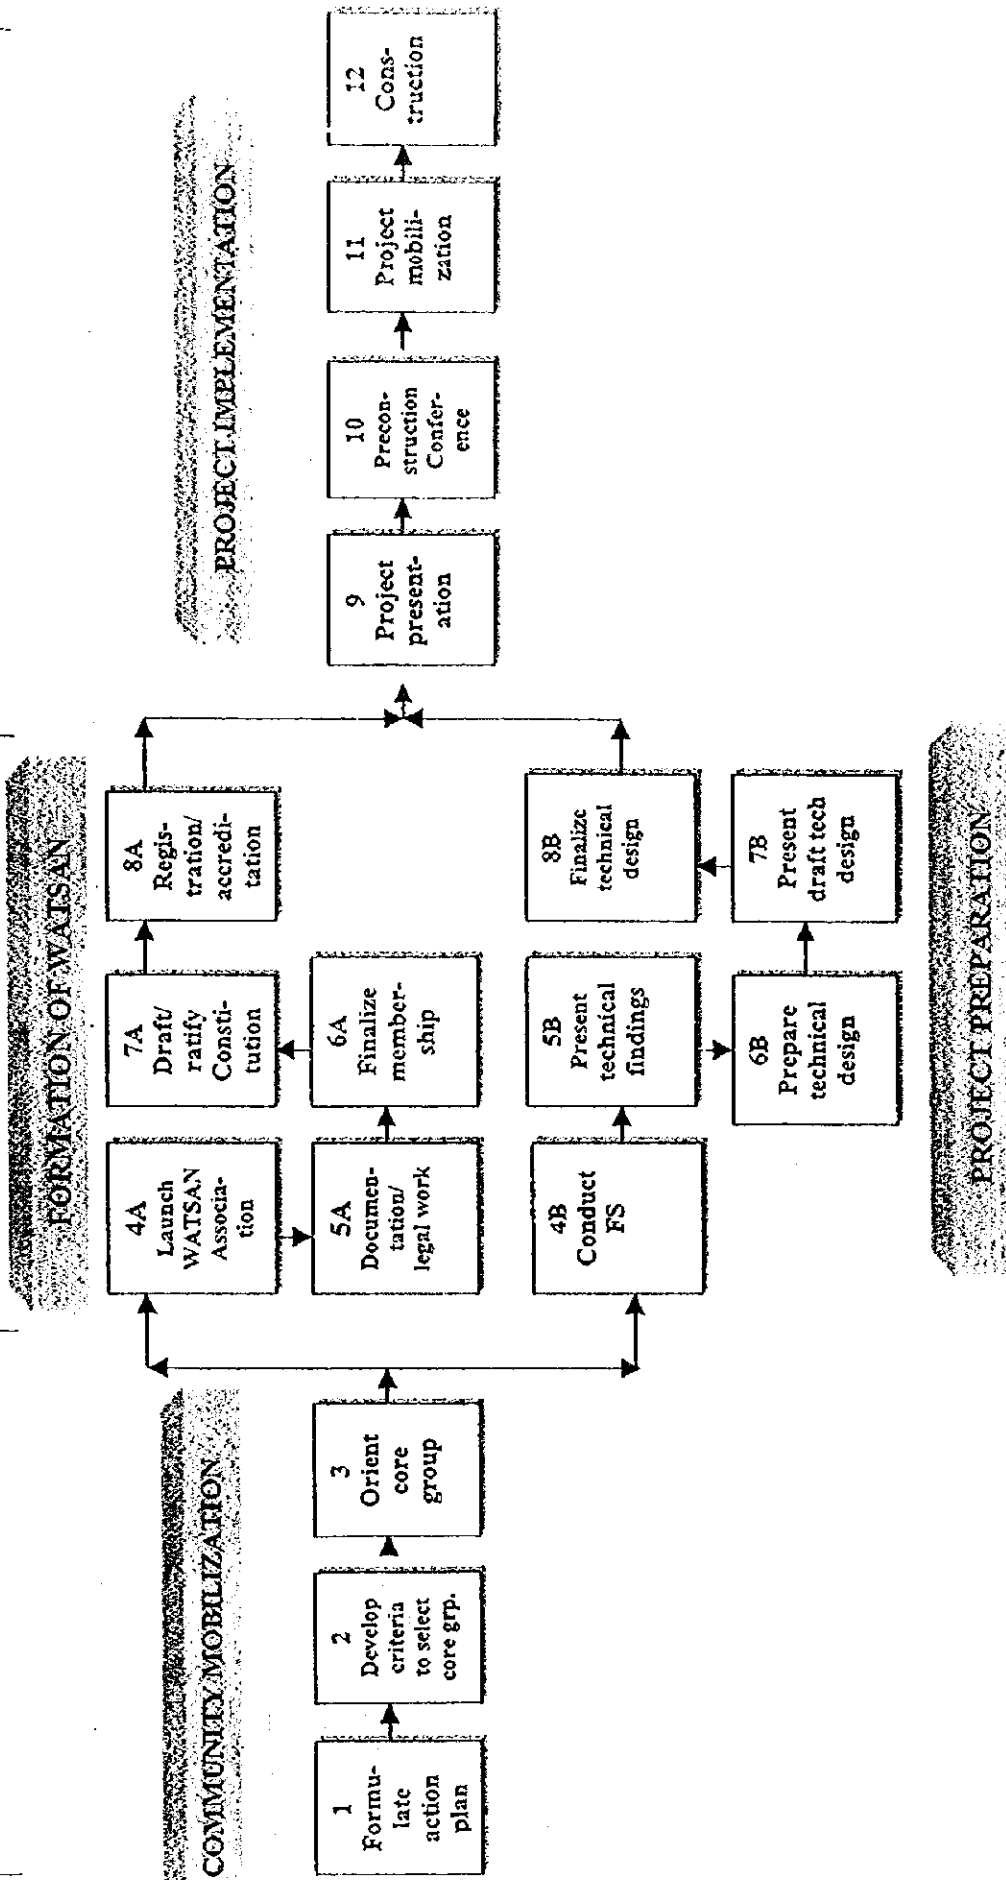 COMMUNITY MOBILIZATION
1
Formu-
late
action
plan
2
Develop
criteria
to select
core grp.
3
Orient
core
group
FORMATION OF WATSAN
4A
Launch
WATSAN
Associa-
tion
5A
Documen-
tation/
legal work
6A
Finalize
member-
ship
7A
Draft/
ratify
Consti-
tution
8A
Regis-
tration/
accredi-
tation
4B
Conduct
FS
5B
Present
technical
findings
6B
Prepare
technical
design
7B
Present
draft tech
design
8B
Finalize
technical
design
PROJECT PREPARATION
PROJECT IMPLEMENTATION
9
Project
present-
ation
10
Precon-
struction
Confer-
ence
11
Project
mobili-
zation
12
Cons-
truction